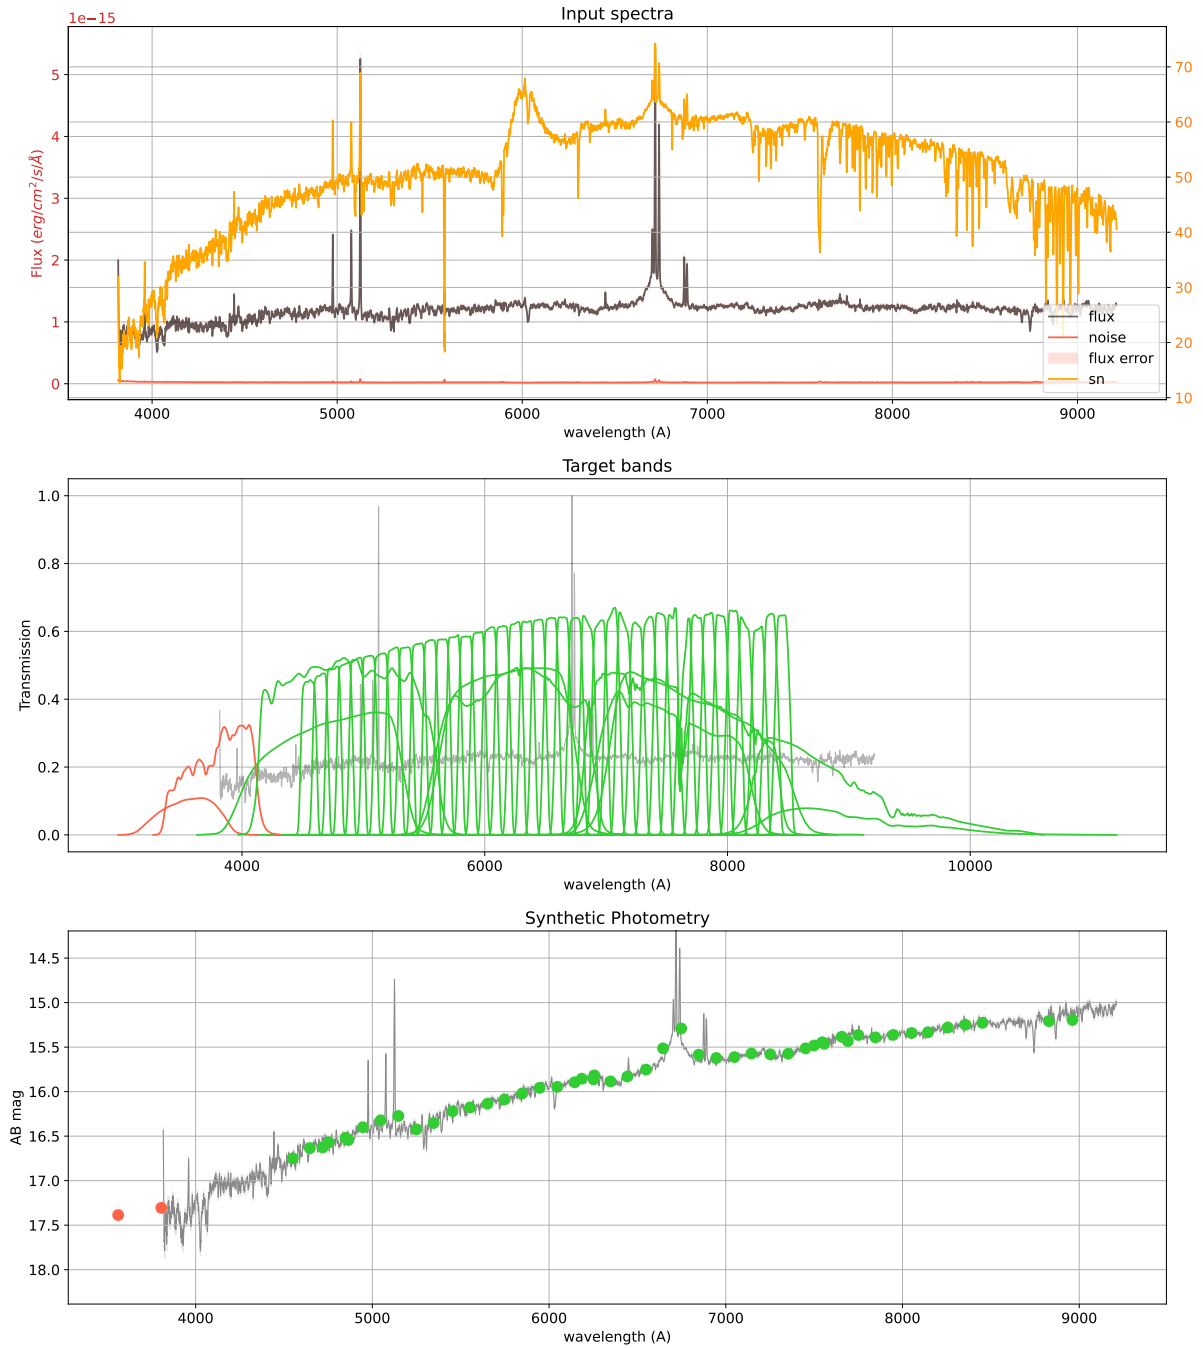 Input spectra
1e−15
5
4
3
2
1
0
Flux (erg/cm²/s/Å)
70
60
50
40
30
20
10
flux
noise
flux error
sn
4000 5000 6000 7000 8000 9000
wavelength (A)
Target bands
1.0
0.8
0.6
0.4
0.2
0.0
Transmission
4000 6000 8000 10000
wavelength (A)
Synthetic Photometry
14.5
15.0
15.5
16.0
16.5
17.0
17.5
18.0
AB mag
4000 5000 6000 7000 8000 9000
wavelength (A)